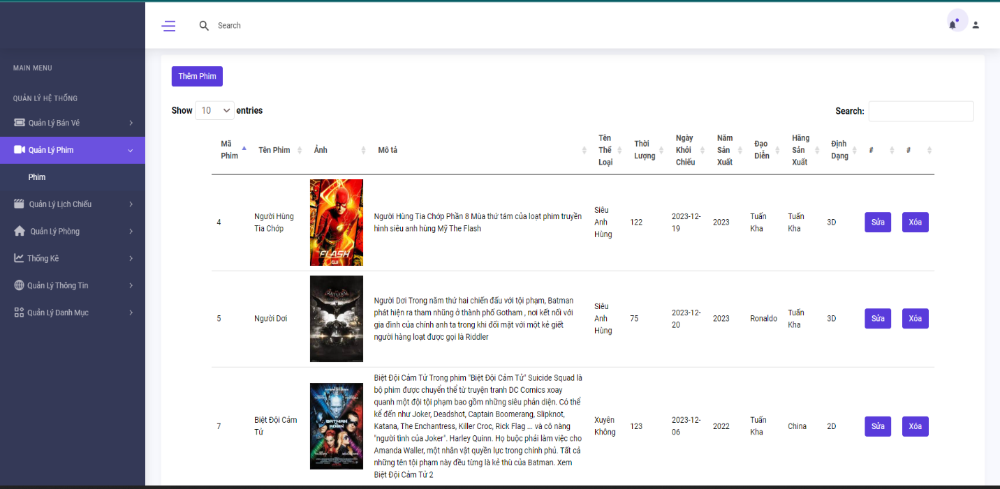 Search
MAIN MENU
QUẢN LÝ HỆ THỐNG
Quản Lý Bán Vé
Quản Lý Phim
Phim
Quản Lý Lịch Chiếu
Quản Lý Phòng
Thống Kê
Quản Lý Thông Tin
Quản Lý Danh Mục
Thêm Phim
Show 10 entries
Search:
Mã
Phim
Tên Phim
Ảnh
Mô tả
Tên
Thể
Loại
Thời
Lượng
Ngày
Khởi
Chiếu
Năm
Sản
Xuất
Đạo
Diễn
Hãng
Sản
Xuất
Định
Dạng
#
#
4
Người Hùng
Tia Chớp
FLASH
CW
Người Hùng Tia Chớp Phần 8 Mùa thứ tám của loạt phim truyền
hình siêu anh hùng Mỹ The Flash
Siêu
Anh
Hùng
122
2023-12-
19
2023
Tuấn
Kha
Tuấn
Kha
3D
Sửa
Xóa
5
Người Dơi
BATMAN
Người Dơi Trong năm thứ hai chiến đấu với tội phạm, Batman
phát hiện ra tham nhũng ở thành phố Gotham , nơi kết nối với
gia đình của chính anh ta trong khi đối mặt với một kẻ giết
người hàng loạt được gọi là Riddler
Siêu
Anh
Hùng
75
2023-12-
20
2023
Ronaldo
Tuấn
Kha
3D
Sửa
Xóa
7
Biệt Đội Cảm
Tử
BATMAN
ROBIN
Biệt Đội Cảm Tử Trong phim "Biệt Đội Cảm Tử" Suicide Squad là
bộ phim được chuyển thể từ truyện tranh DC Comics xoay
quanh một đội tội phạm bao gồm những siêu phản diện. Có thể
kể đến như Joker, Deadshot, Captain Boomerang, Slipknot,
Katana, The Enchantress, Killer Croc, Rick Flag ... và cô nàng
"người tình của Joker". Harley Quinn. Họ buộc phải làm việc cho
Amanda Waller, một nhân vật quyền lực trong chính phủ. Tất cả
những tên tội phạm này đều từng là kẻ thù của Batman. Xem
Biệt Đội Cảm Tử 2
Xuyên
Không
123
2023-12-
06
2022
Tuấn
Kha
China
2D
Sửa
Xóa